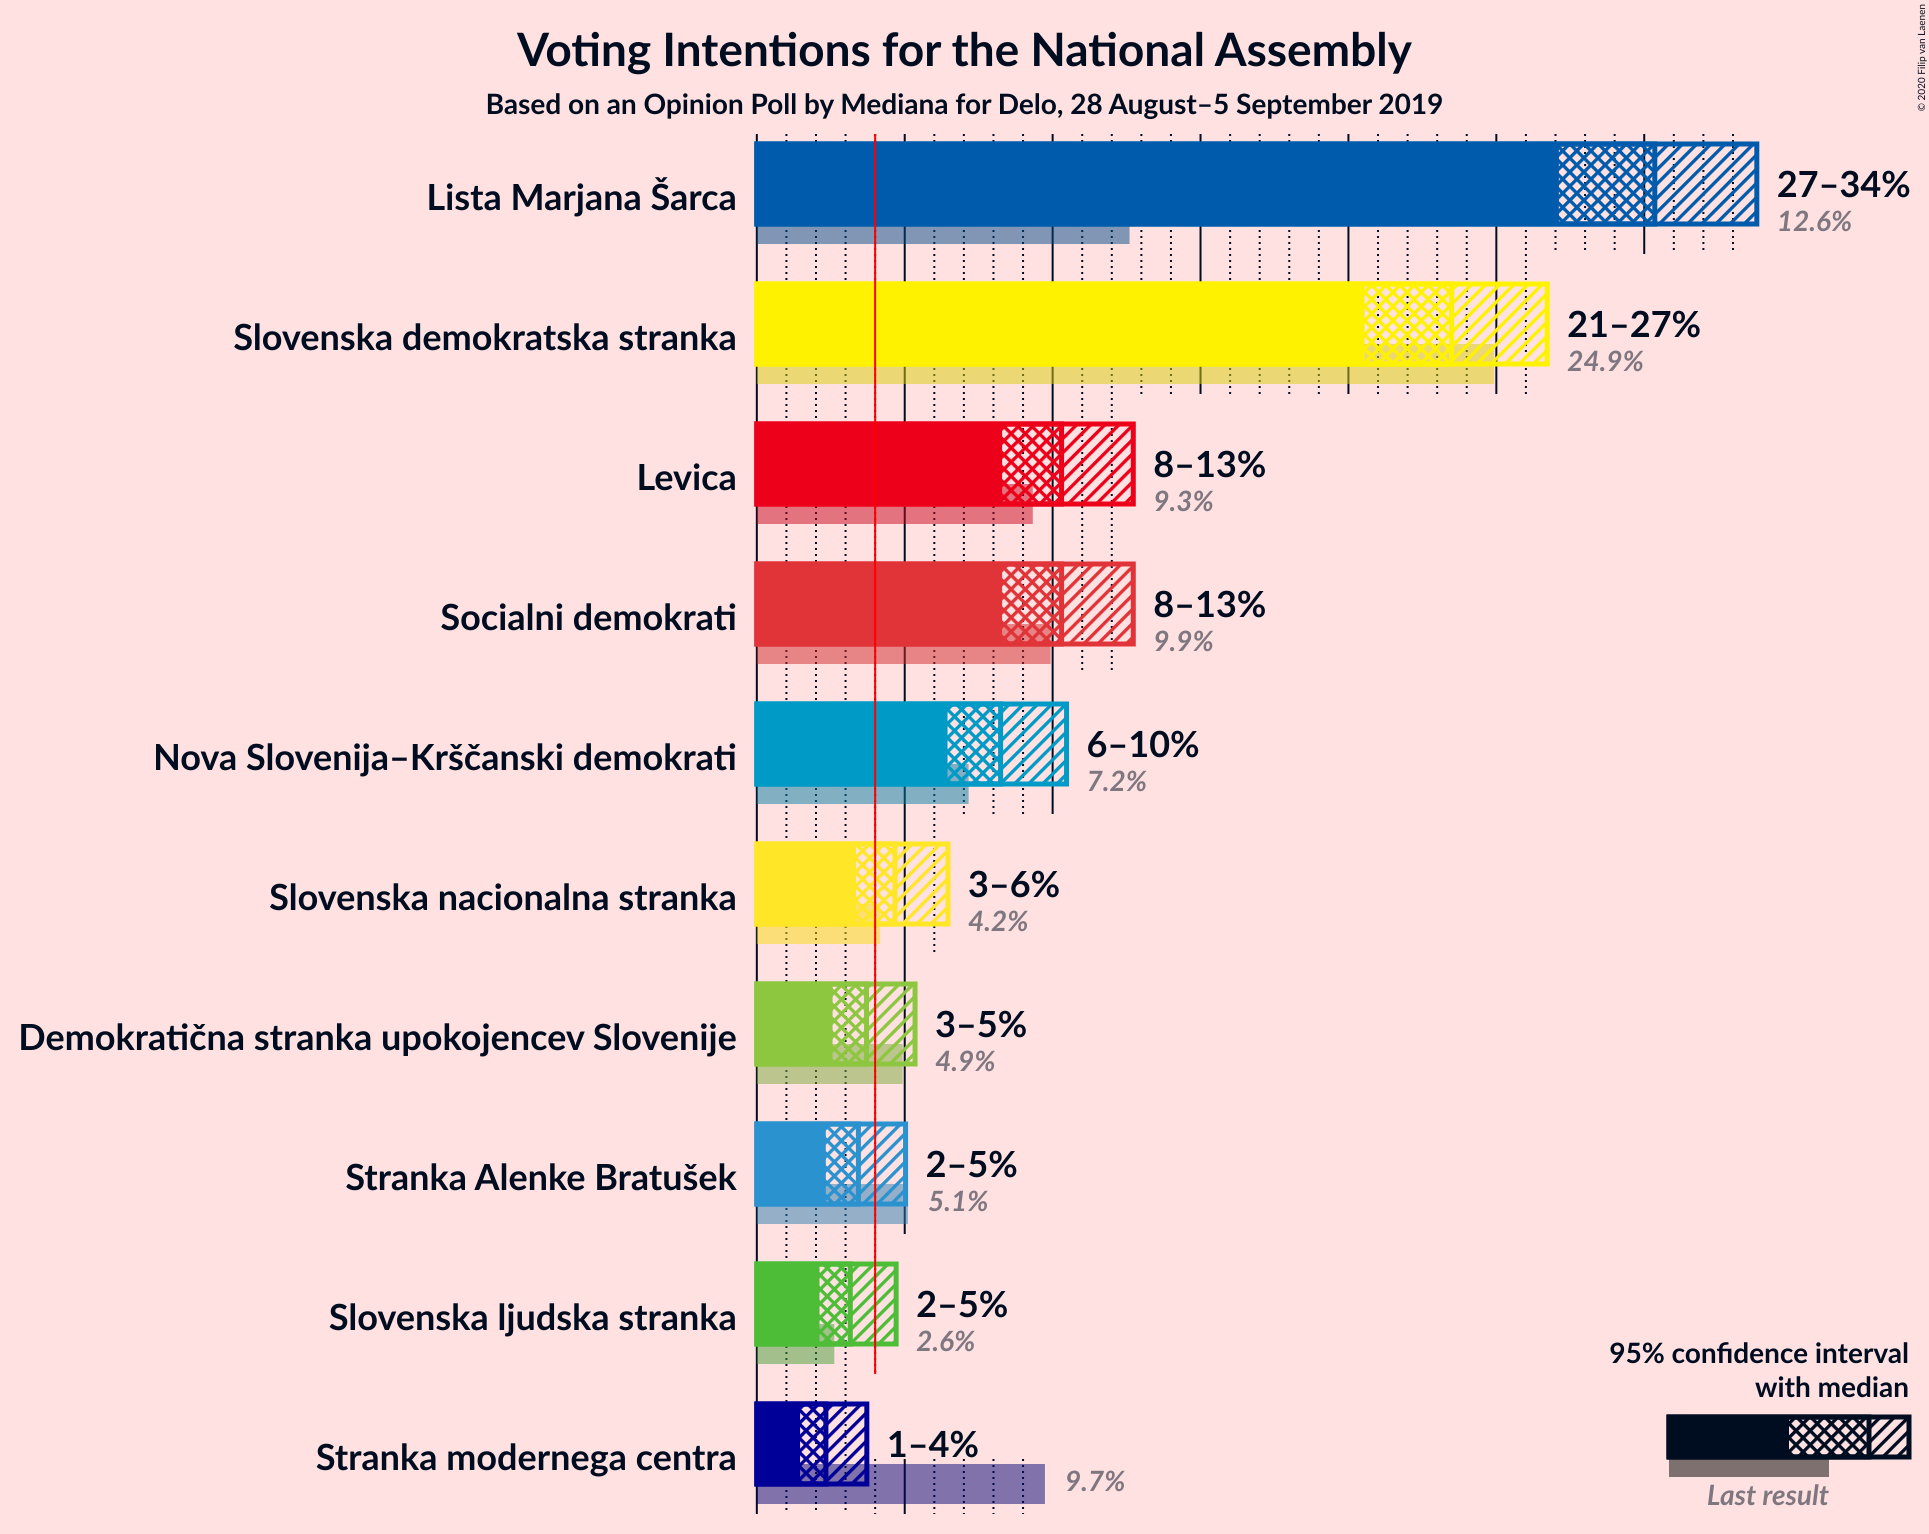 Voting Intentions for the National Assembly
Based on an Opinion Poll by Mediana for Delo, 28 August–5 September 2019
© 2020 Filip van Laenen
Lista Marjana Šarca
27–34%
12.6%
Slovenska demokratska stranka
21–27%
24.9%
Levica
8–13%
9.3%
Socialni demokrati
8–13%
9.9%
Nova Slovenija–Krščanski demokrati
6–10%
7.2%
Slovenska nacionalna stranka
3–6%
4.2%
Demokratična stranka upokojencev Slovenije
3–5%
4.9%
Stranka Alenke Bratušek
2–5%
5.1%
Slovenska ljudska stranka
2–5%
2.6%
Stranka modernega centra
1–4%
9.7%
95% confidence interval
with median
Last result